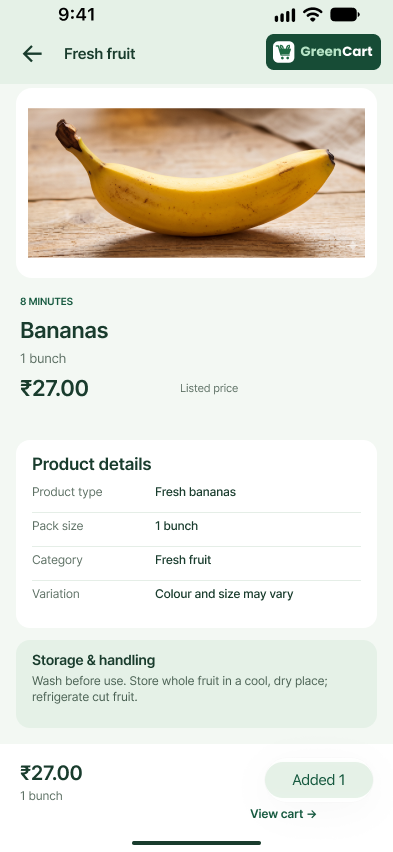 9:41
Fresh fruit
GreenCart
8 MINUTES
Bananas
1 bunch
₹27.00
Listed price
Product details
Product type Fresh bananas
Pack size 1 bunch
Category Fresh fruit
Variation Colour and size may vary
Storage & handling
Wash before use. Store whole fruit in a cool, dry place;
refrigerate cut fruit.
₹27.00
Added 1
1 bunch
View cart →